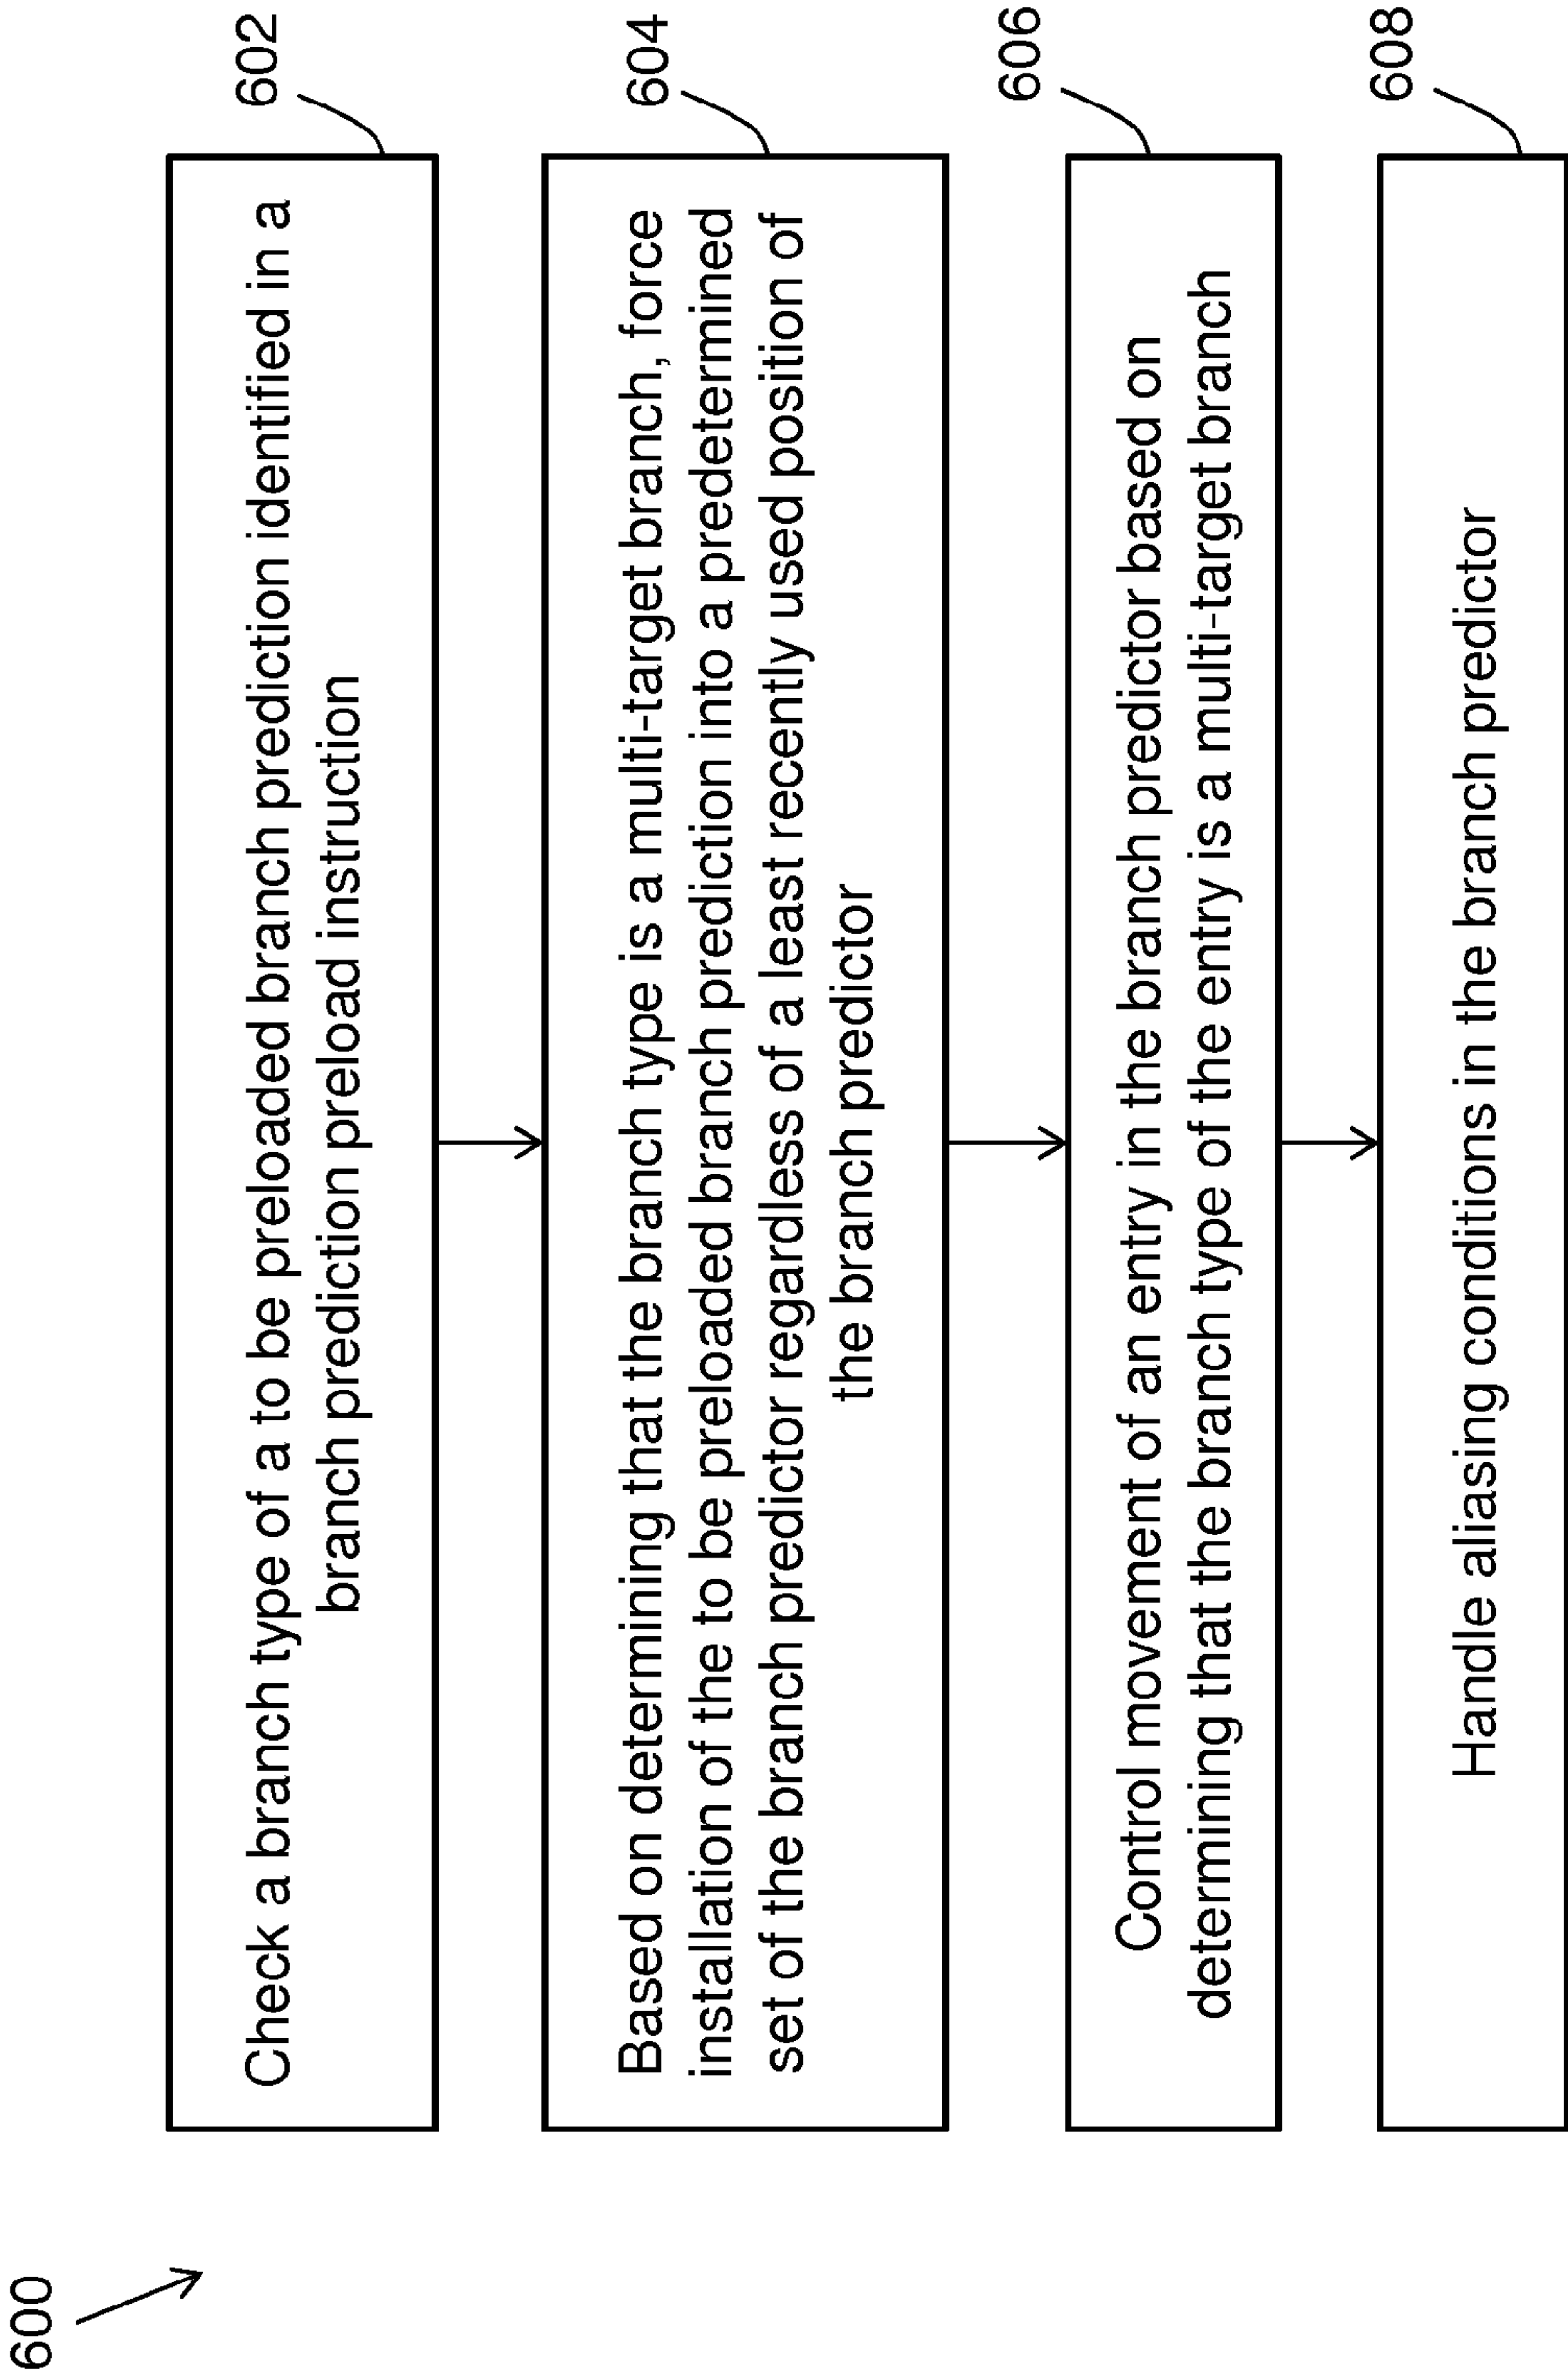 600
602
Check a branch type of a to be preloaded branch prediction identified in a
branch prediction preload instruction
604
Based on determining that the branch type is a multi-target branch, force
installation of the to be preloaded branch prediction into a predetermined
set of the branch predictor regardless of a least recently used position of
the branch predictor
606
Control movement of an entry in the branch predictor based on
determining that the branch type of the entry is a multi-target branch
608
Handle aliasing conditions in the branch predictor